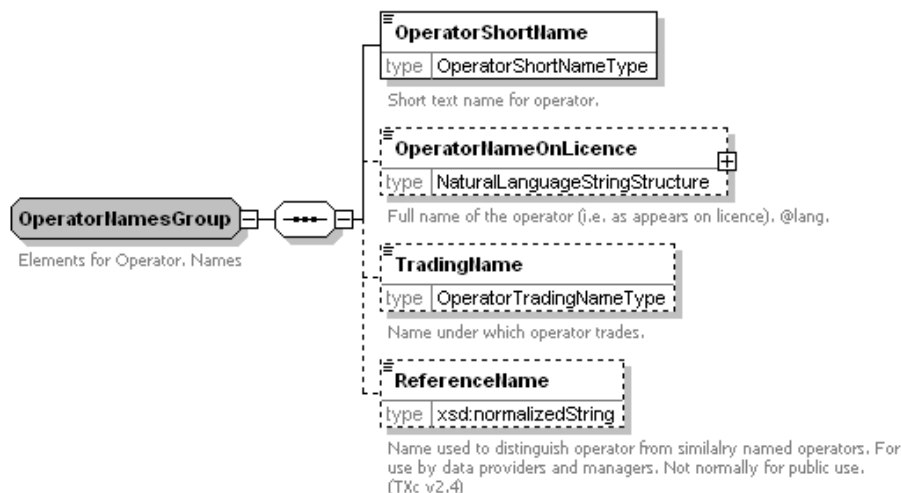 OperatorShortName
type OperatorShortNameType
Short text name for operator.
OperatorNameOnLicence
type NaturalLanguageStringStructure
Full name of the operator (i.e. as appears on licence). @lang.
OperatorNamesGroup
Elements for Operator. Names
TradingName
type OperatorTradingNameType
Name under which operator trades.
ReferenceName
type xsd:normalizedString
Name used to distinguish operator from similalry named operators. For
use by data providers and managers. Not normally for public use.
(TXc v2.4)